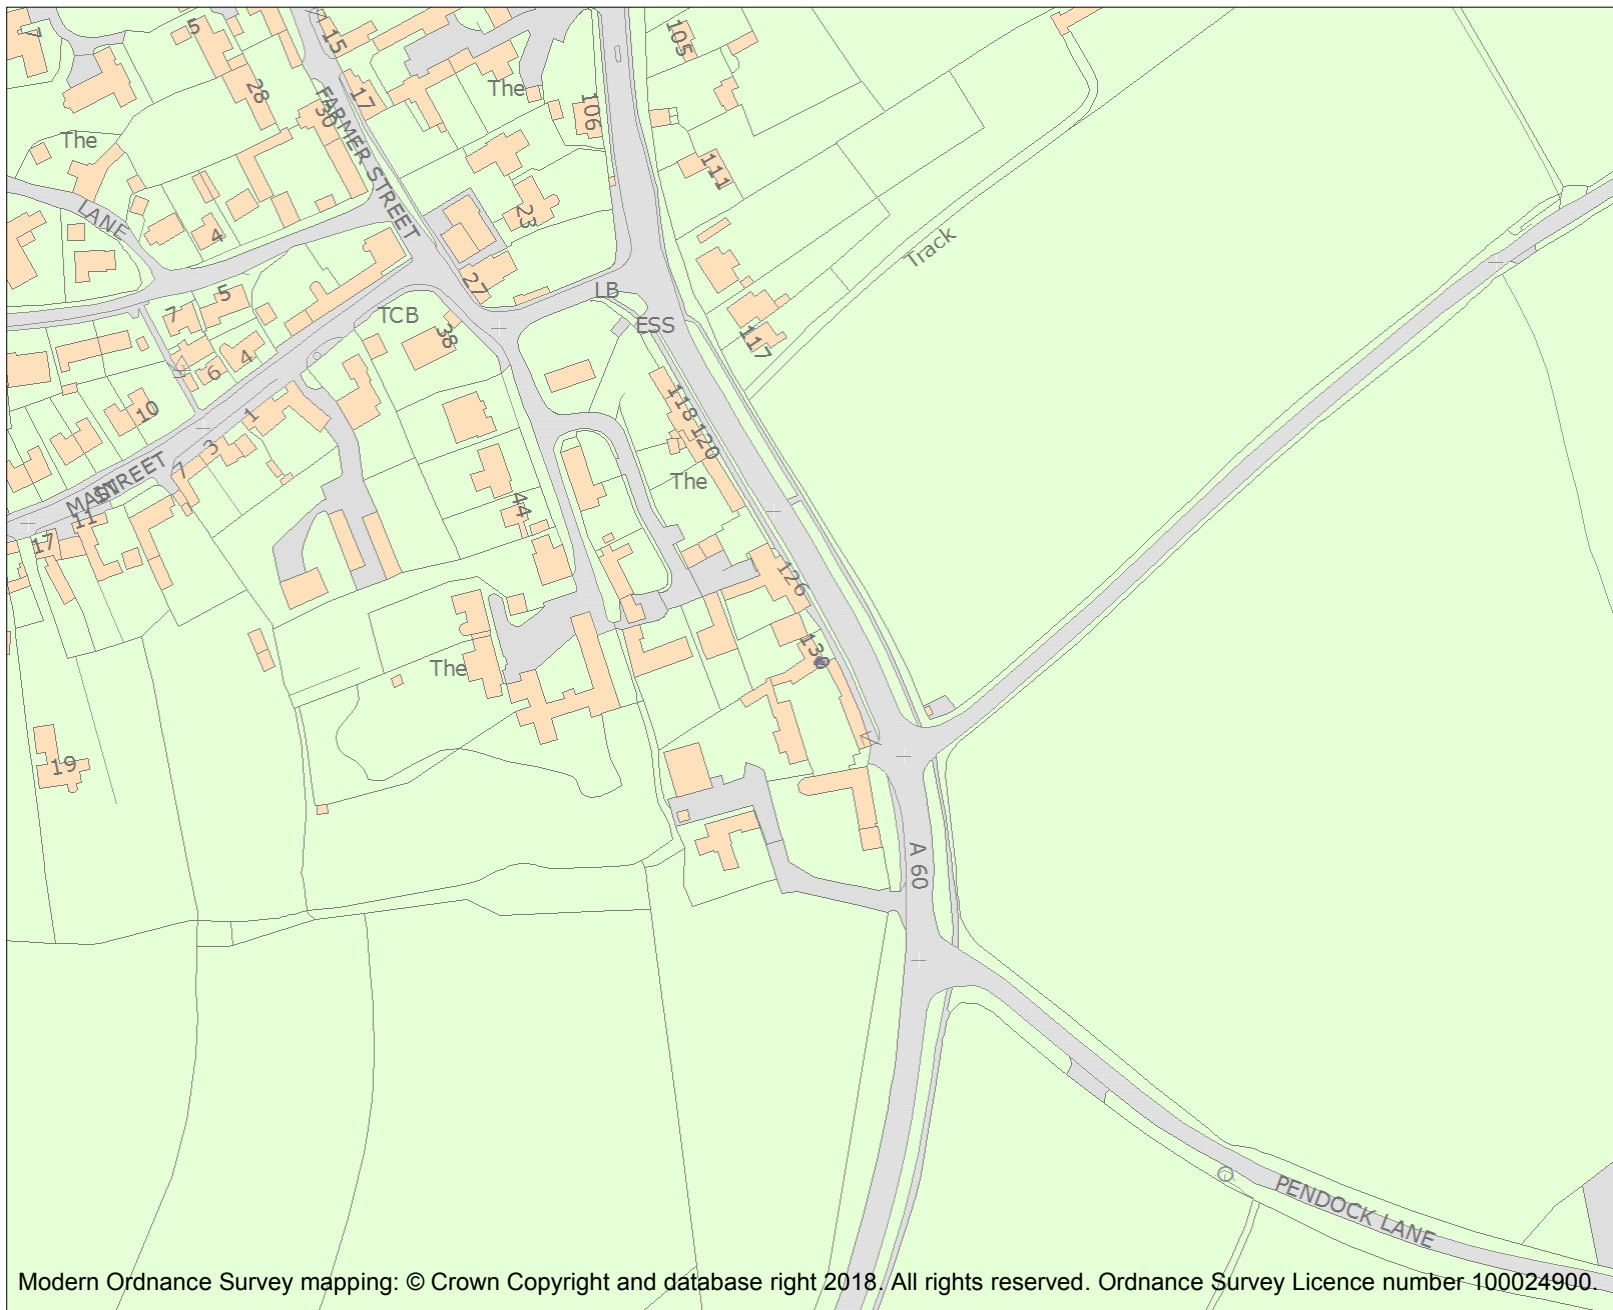 7
5
15
105
28
17
30
The
106
The
FARMER STREET
111
LANE
4
23
Track
27
LB
5
7
TCB
38
ESS
117
4
6
10
118
120
1
3
7
MAIN STREET
The
44
11
17
126
130
The
19
A 60
PENDOCK LANE
Modern Ordnance Survey mapping: © Crown Copyright and database right 2018. All rights reserved. Ordnance Survey Licence number 100024900.